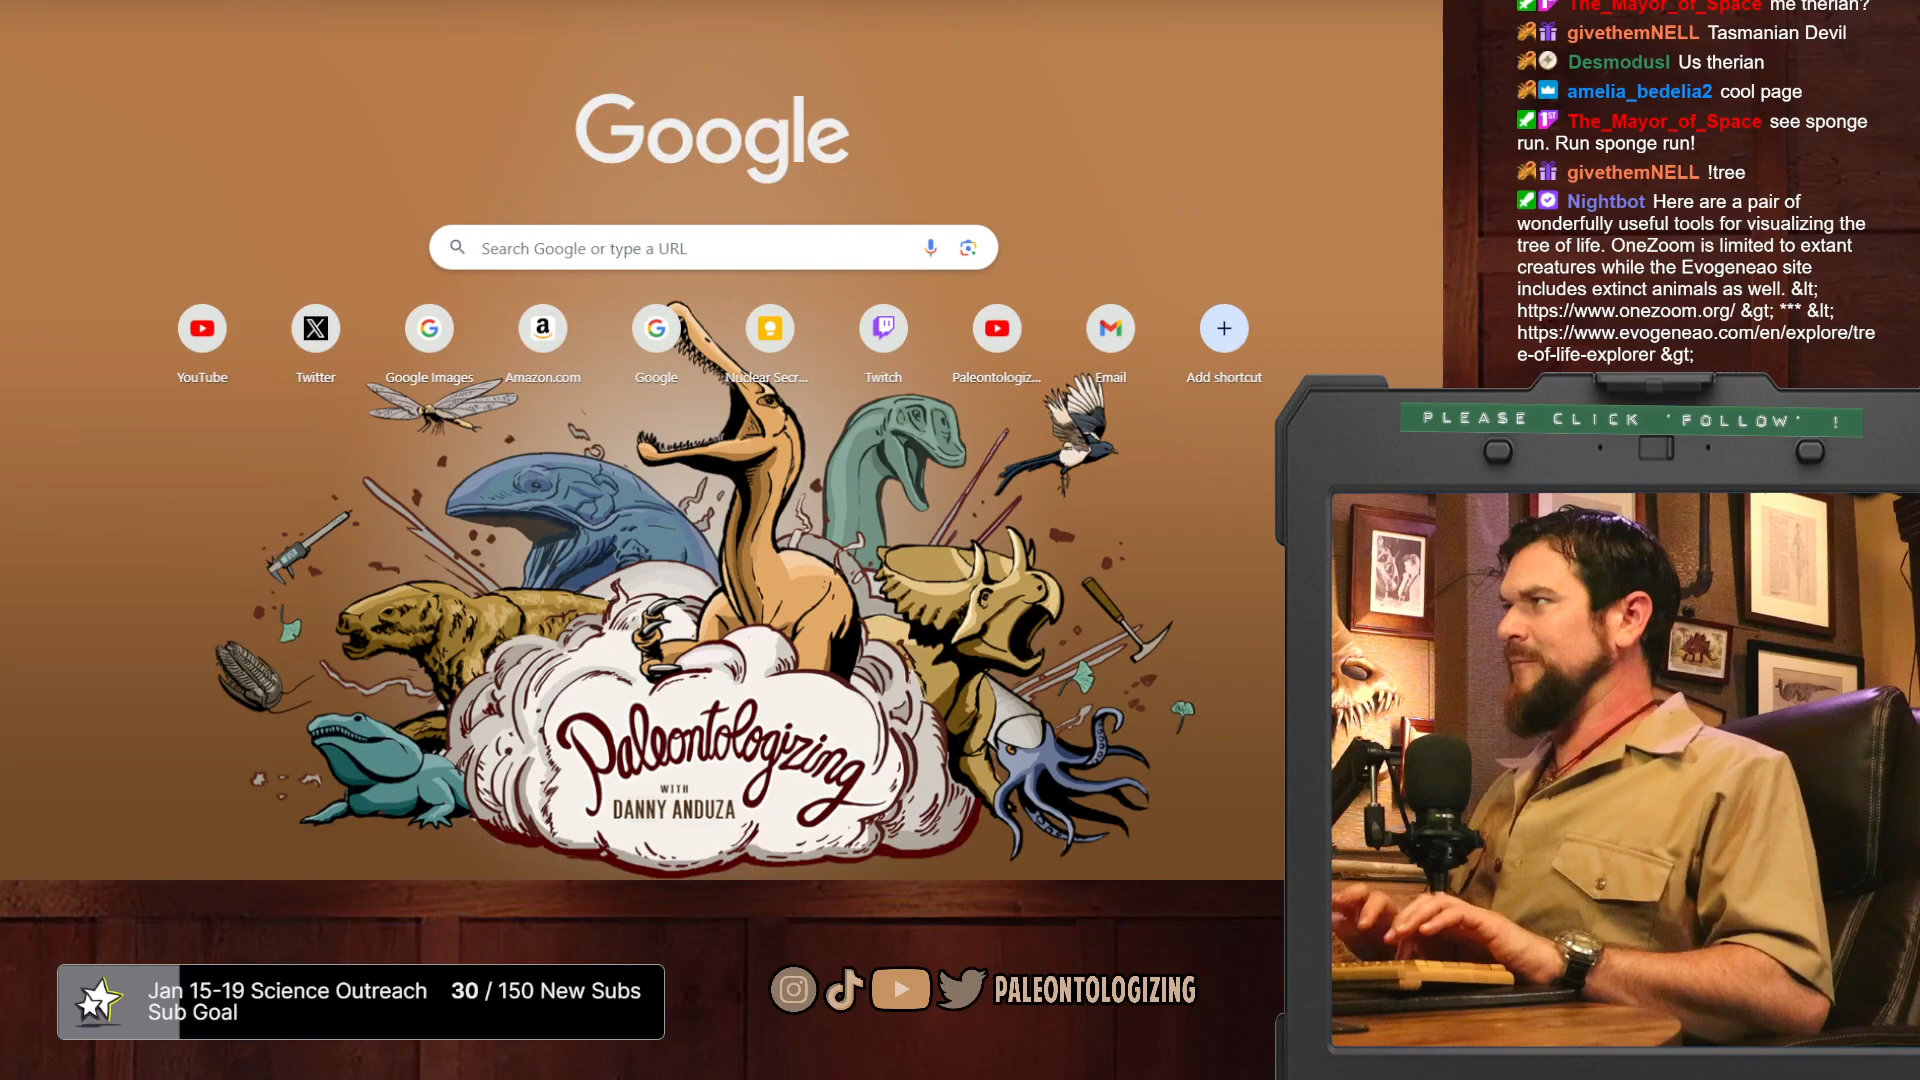 Google
Search Google or type a URL
YouTube
Twitter
Google Images
Amazon.com
Google
Nuclear Secr...
Twitch
Paleontologiz...
Email
Add shortcut
Paleontologizing
WITH
DANNY ANDUZA
Jan 15-19 Science Outreach 30 / 150 New Subs
Sub Goal
PALEONTOLOGIZING
The_Mayor_of_Space me therian?
givethemNELL Tasmanian Devil
Desmodusl Us therian
amelia_bedelia2 cool page
The_Mayor_of_Space see sponge
run. Run sponge run!
givethemNELL !tree
Nightbot Here are a pair of
wonderfully useful tools for visualizing the
tree of life. OneZoom is limited to extant
creatures while the Evogeneao site
includes extinct animals as well. &lt;
https://www.onezoom.org/ &gt; *** &lt;
https://www.evogeneao.com/en/explore/tre
e-of-life-explorer &gt;
PLEASE CLICK 'FOLLOW' !